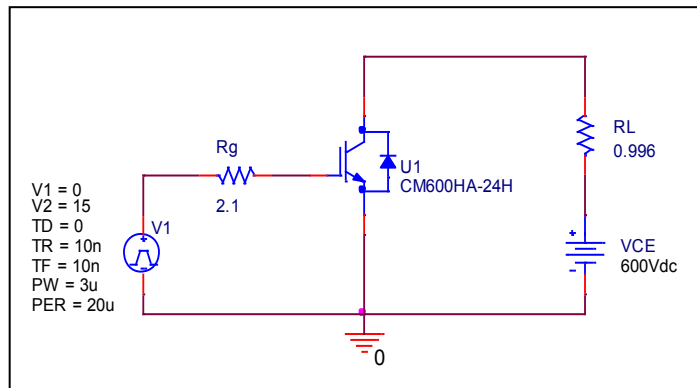 V1 = 0
V2 = 15
TD = 0
TR = 10n
TF = 10n
PW = 3u
PER = 20u
V1
+
-
Rg
2.1
U1
CM600HA-24H
RL
0.996
+
-
VCE
600Vdc
0